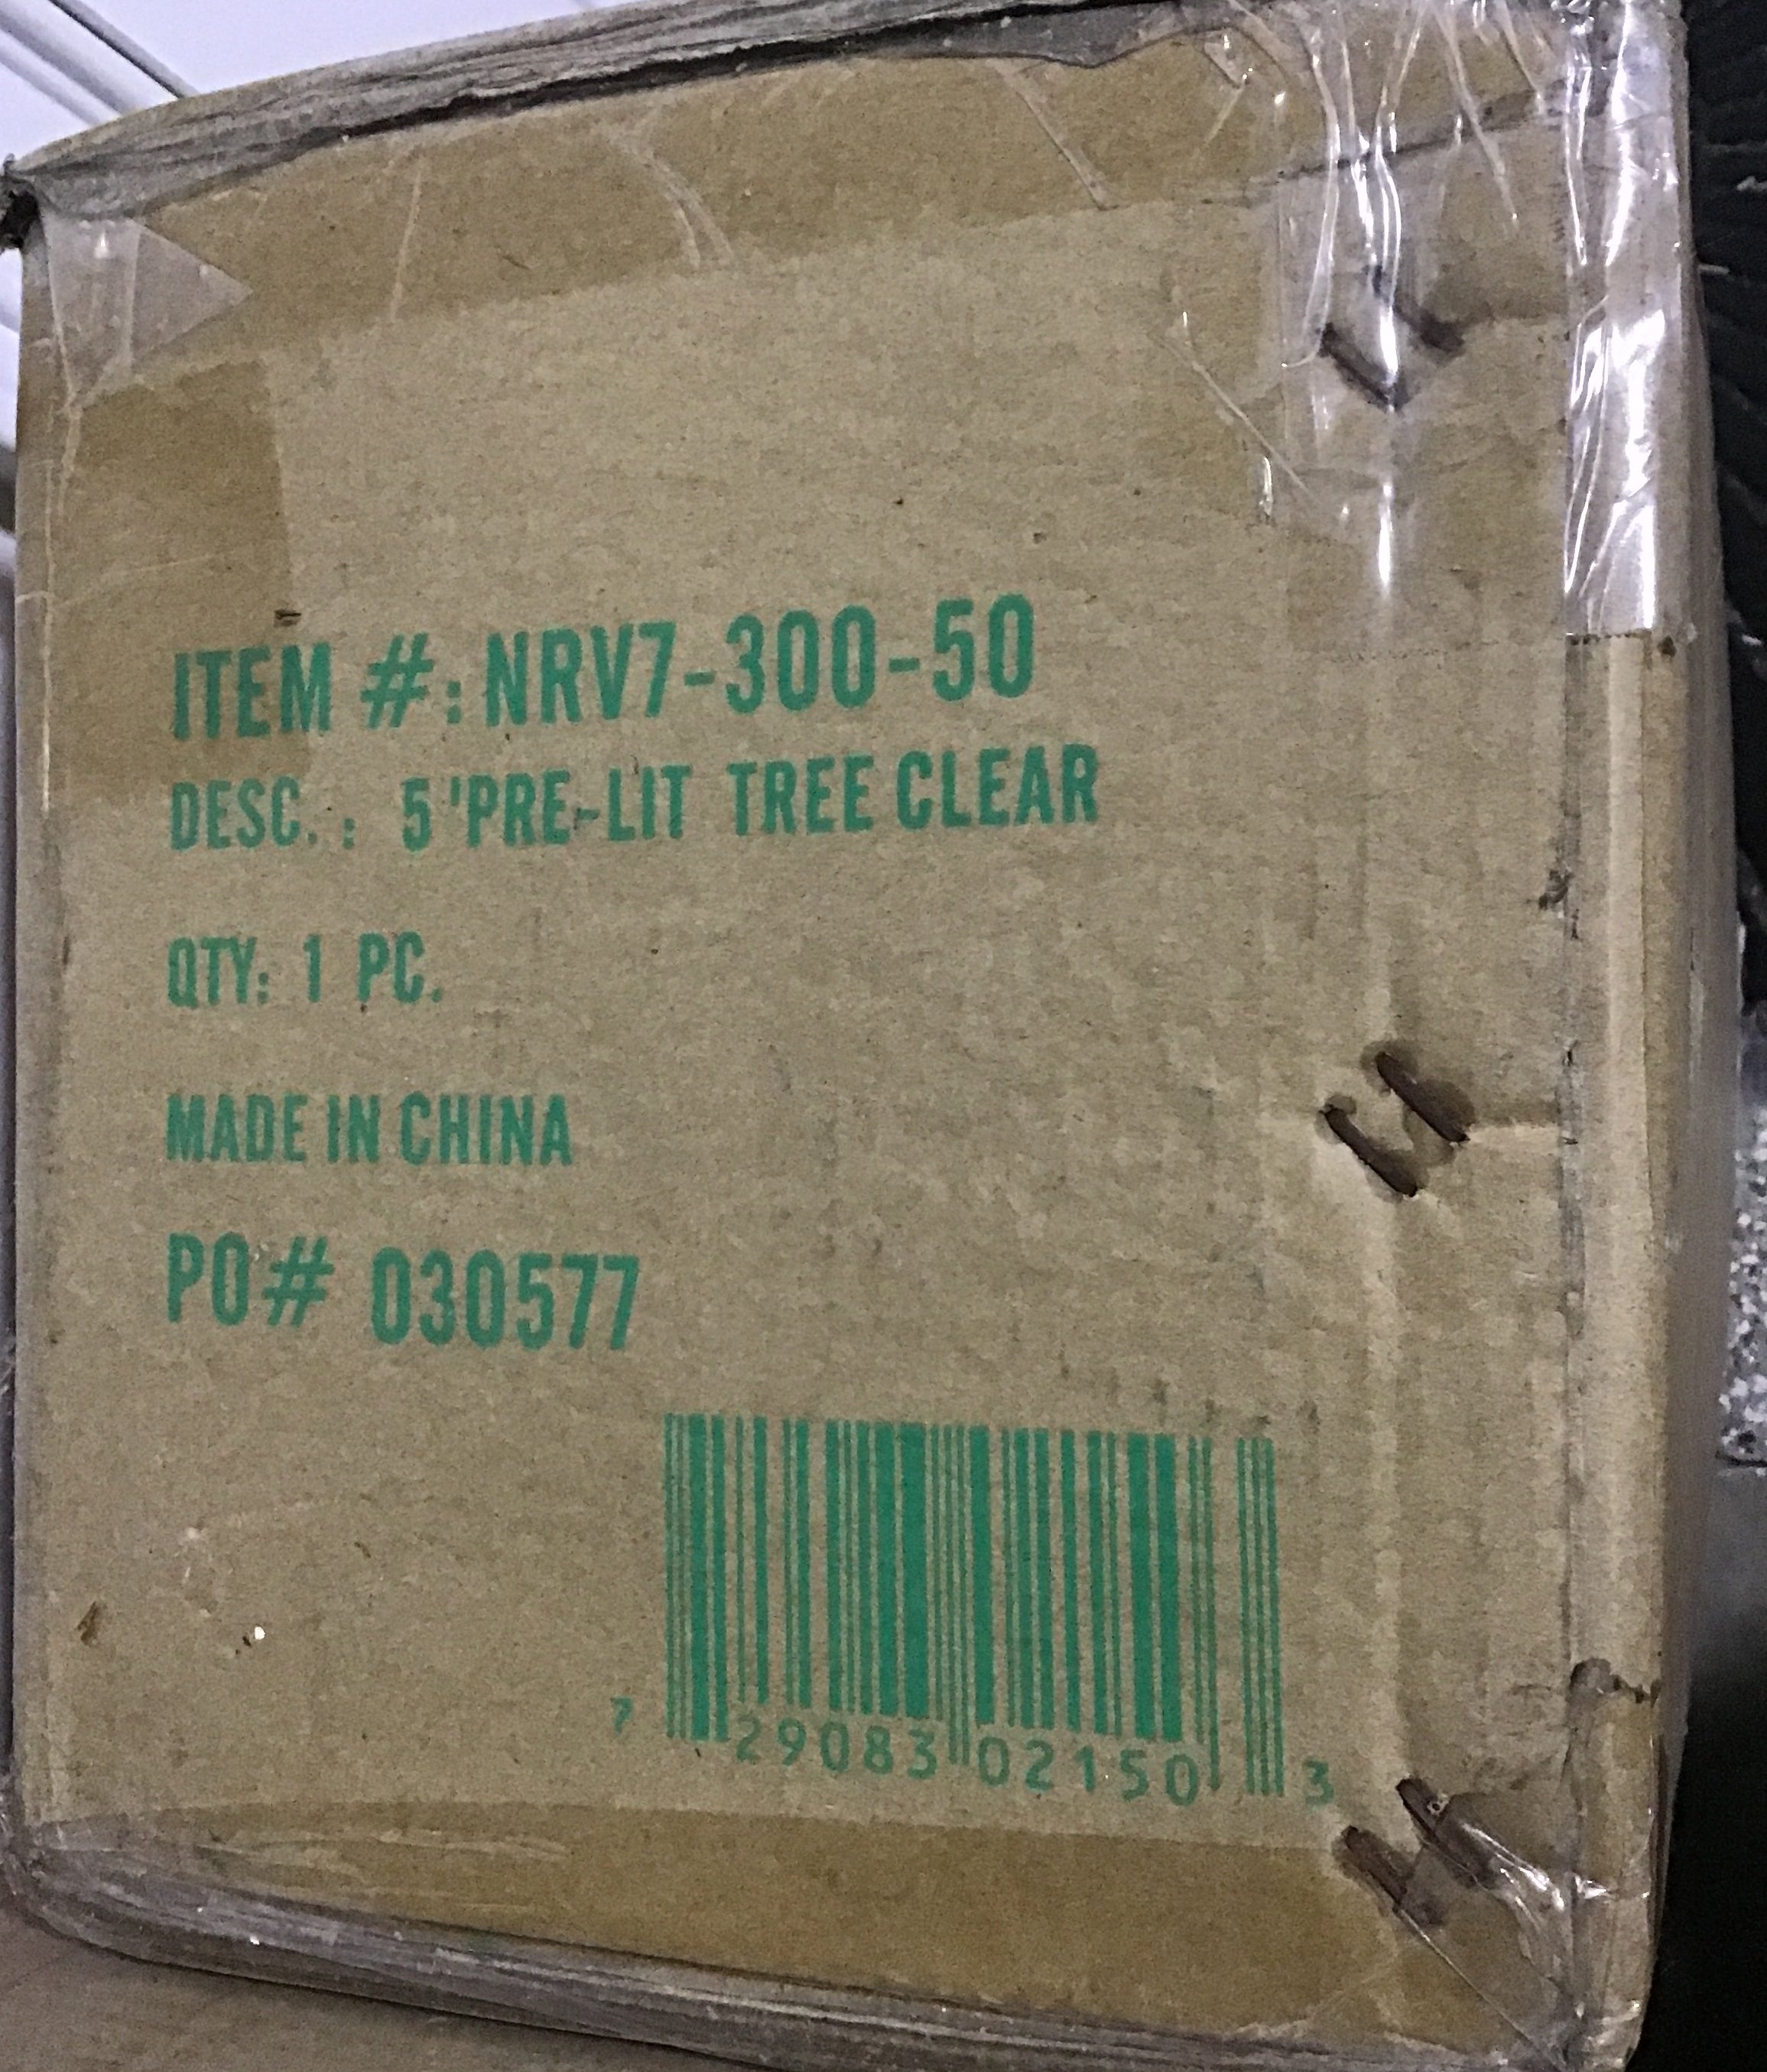 ITEM #: NRV7-300-50
DESC.: 5'PRE-LIT TREE CLEAR
QTY: 1 PC.
MADE IN CHINA
PO# 030577
7 29083 02150 3